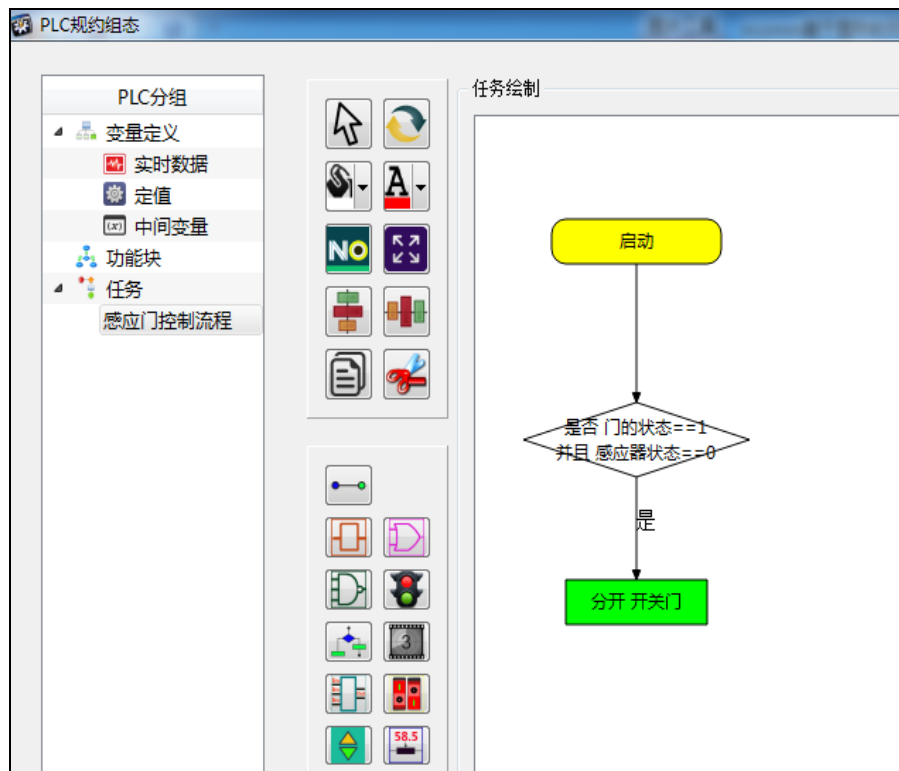 PLC规约组态
PLC分组
变量定义
实时数据
定值
(x)
中间变量
功能块
任务
感应门控制流程
A
NO
3
58.5
任务绘制
启动
是否 门的状态==1
并且 感应器状态==0
是
分开 开关门